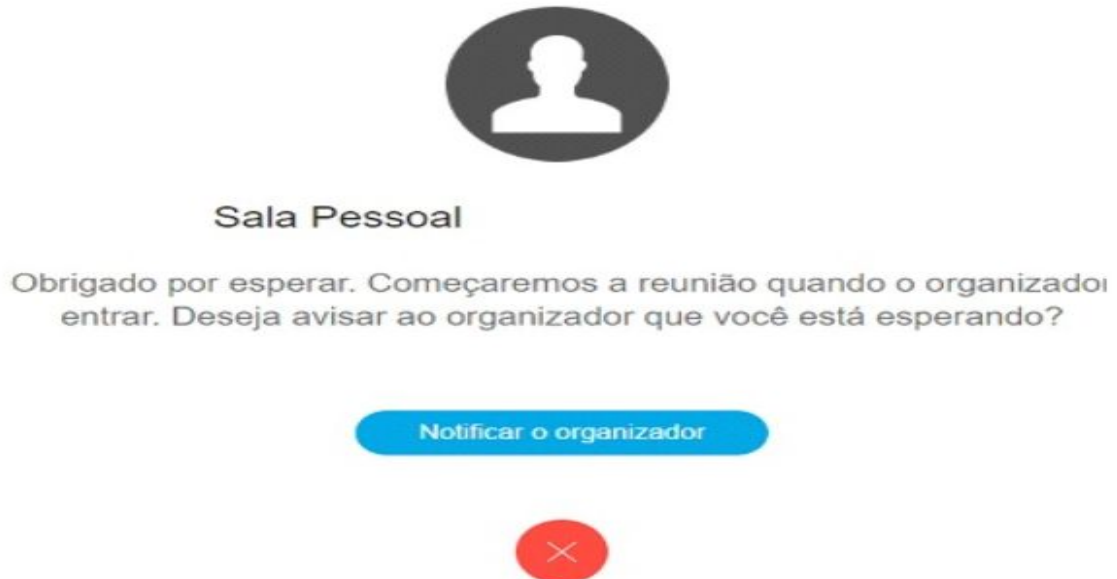 Sala Pessoal
Obrigado por esperar. Começaremos a reunião quando o organizador
entrar. Deseja avisar ao organizador que você está esperando?
Notificar o organizador